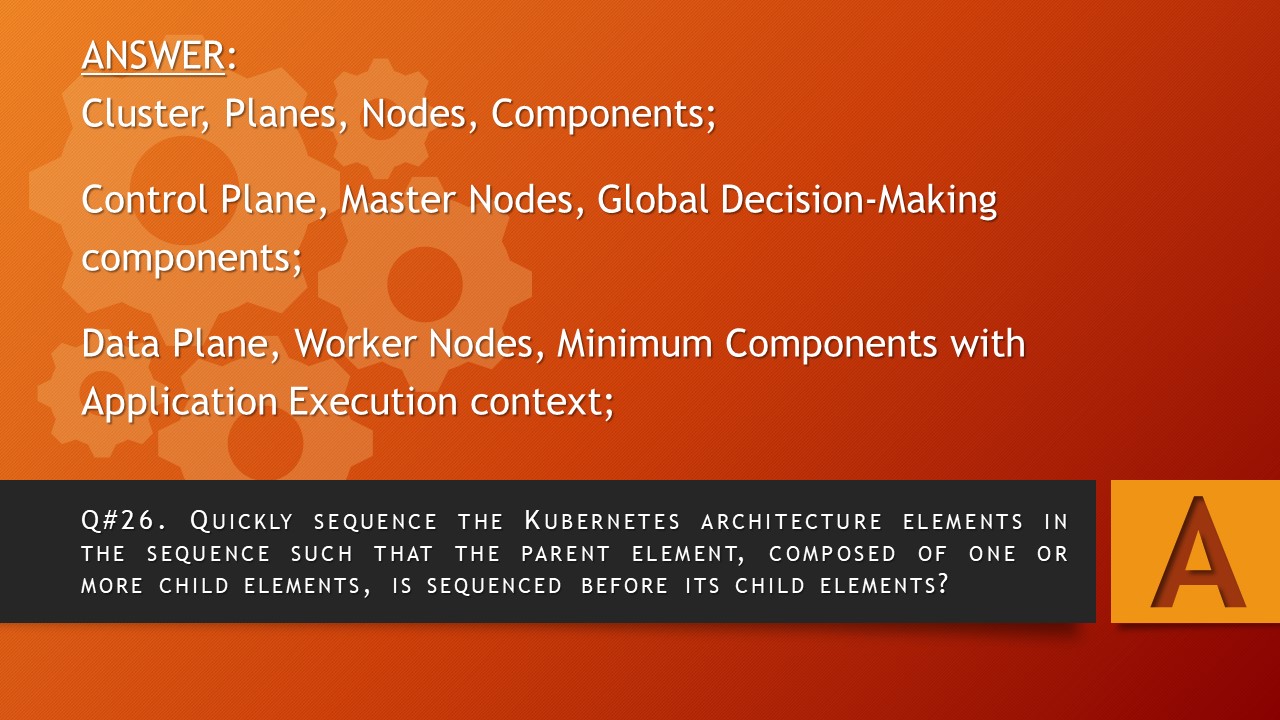 ANSWER:
Cluster, Planes, Nodes, Components;
Control Plane, Master Nodes, Global Decision-Making
components;
Data Plane, Worker Nodes, Minimum Components with
Application Execution context;
Q#26. Quickly sequence the Kubernetes architecture elements in
the sequence such that the parent element, composed of one or
more child elements, is sequenced before its child elements?
A